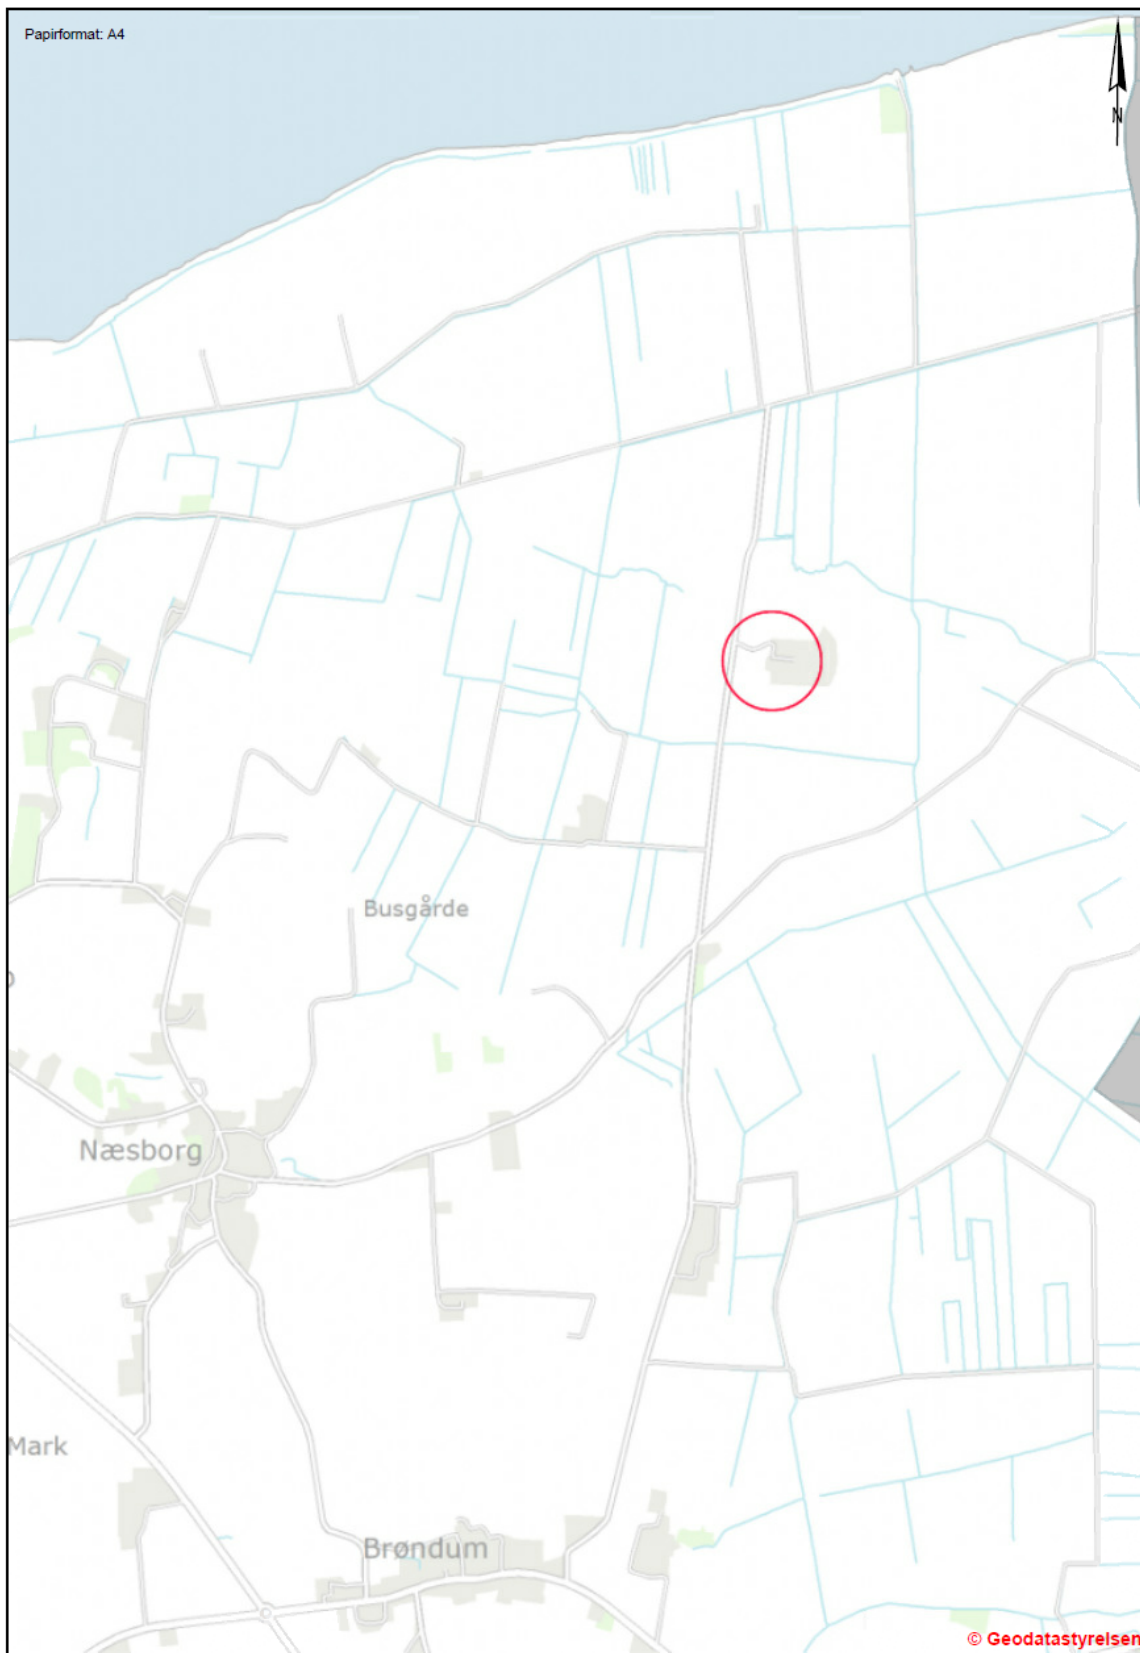 Papirformat: A4
N
Busgårde
Næsborg
Mark
Brøndum
© Geodatastyrelsen